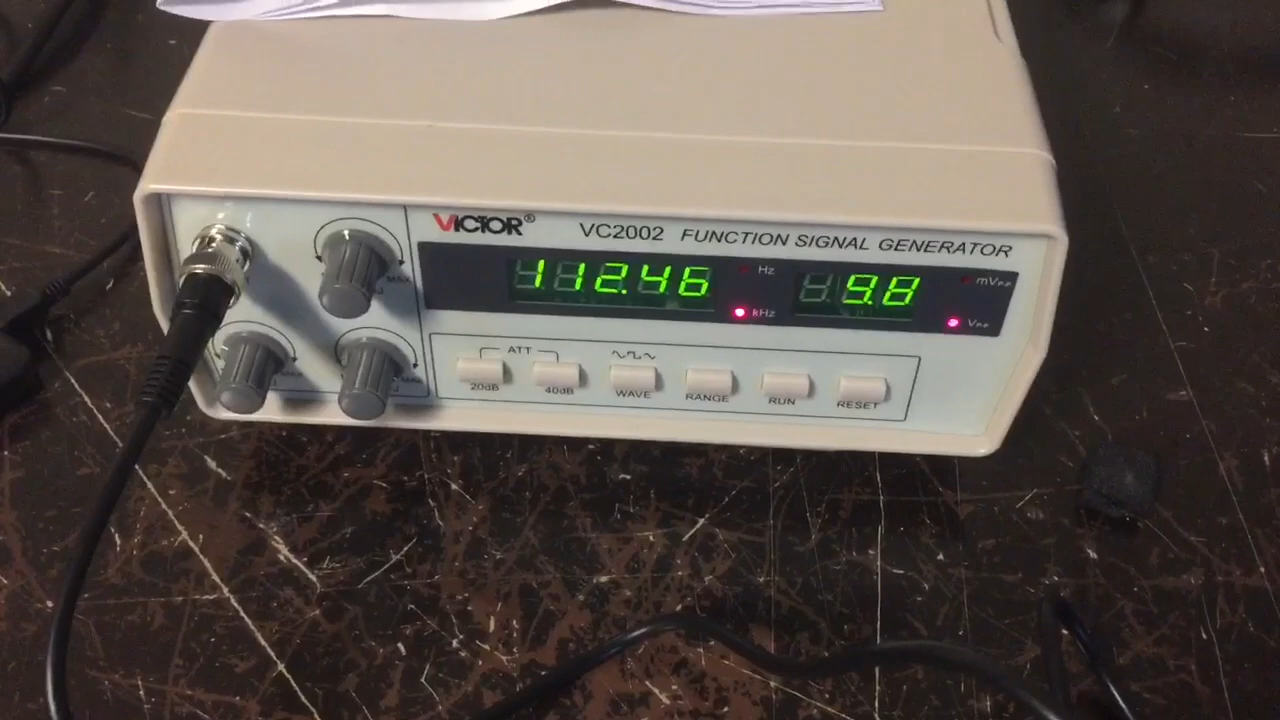 VICTOR®
VC2002 FUNCTION SIGNAL GENERATOR
112.46
Hz
kHz
9.8
mVpp
Vpp
MAX
ATT
20dB
40dB
WAVE
RANGE
RUN
RESET